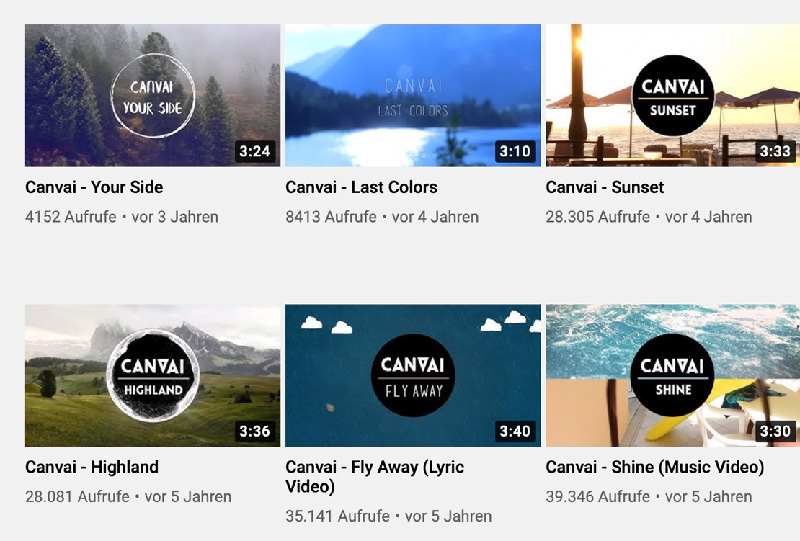 CANVAI
YOUR SIDE
3:24
CANVAI
LAST COLORS
3:10
CANVAI
SUNSET
3:33
Canvai - Your Side
4152 Aufrufe • vor 3 Jahren
Canvai - Last Colors
8413 Aufrufe • vor 4 Jahren
Canvai - Sunset
28.305 Aufrufe • vor 4 Jahren
CANVAI
HIGHLAND
3:36
CANVAI
FLY AWAY
3:40
CANVAI
SHINE
3:30
Canvai - Highland
28.081 Aufrufe • vor 5 Jahren
Canvai - Fly Away (Lyric
Video)
35.141 Aufrufe • vor 5 Jahren
Canvai - Shine (Music Video)
39.346 Aufrufe • vor 5 Jahren